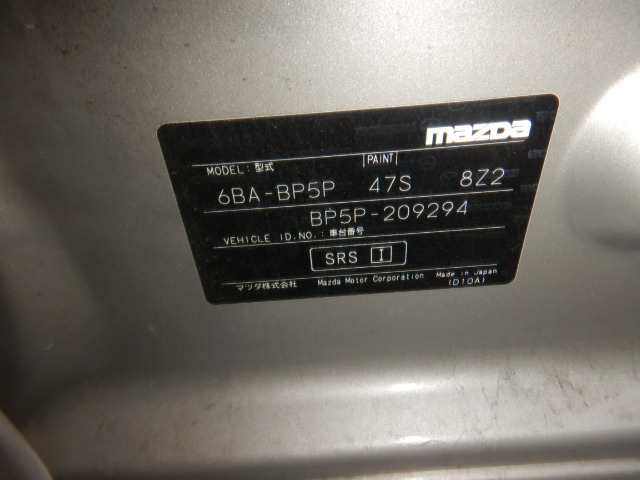 mazda
MODEL: 型式 PAINT
6BA-BP5P 47S 8Z2
BP5P-209294
VEHICLE ID.NO.: 車台番号
SRS I
マツダ株式会社 Mazda Motor Corporation Made in Japan
(D10A)